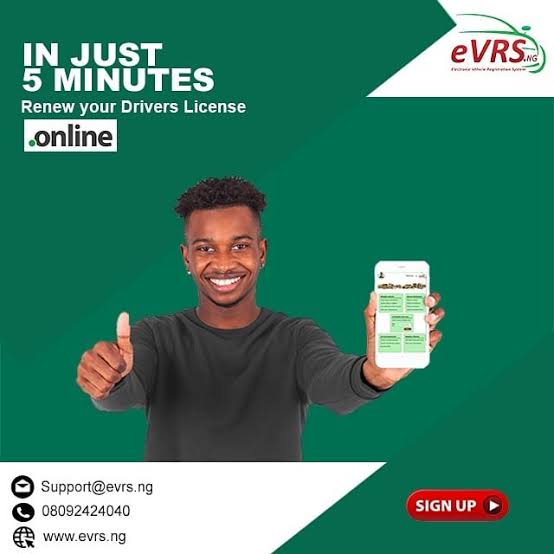 IN JUST
5 MINUTES
Renew your Drivers License
.online
eVRS.NG
Electronic Vehicle Registration System
Support@evrs.ng
08092424040
www.evrs.ng
SIGN UP